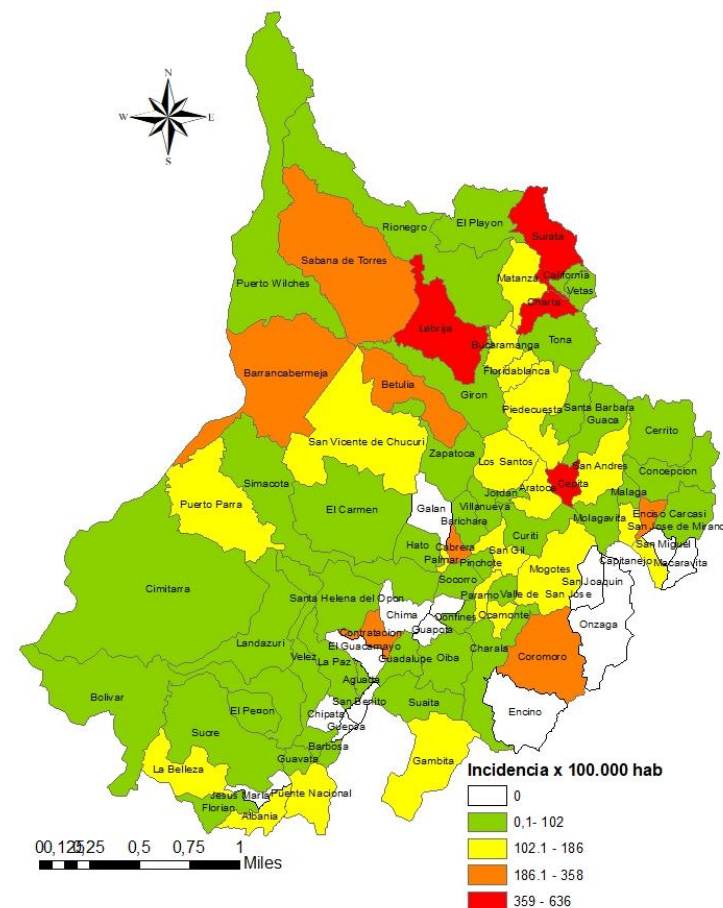 N
W
E
S
El Playon
Rionegro
Surata
Sabana de Torres
California
Matanza
Puerto Wilches
Vetas
Charta
Lebrija
Tona
Bucaramanga
Floridablanca
Barrancabermeja
Betulia
Giron
Piedecuesta
Santa Barbara
Guaca
Cerrito
San Vicente de Chucuri
Zapatoca
Los Santos
San Andres
Concepcion
Simacota
Cepita
Aratoca
Malaga
Puerto Parra
Jordan
El Carmen
Galan
Villanueva
Enciso
Carcasi
Barichara
Molagavita
San Jose de Miranc
Curiti
Hato
Cabrera
San Gil
San Miguel
Palmar
Pinchote
Capitanejo
Macaravita
Mogotes
Cimitarra
Socorro
San Joaquin
Santa Helena del Opon
Paramo
Valle de San Jose
Chima
Confines
Ocamonte
Onzaga
Guapota
Contratacion
Landazuri
El Guacamayo
Charala
Velez
La Paz
Guadalupe
Oiba
Coromoro
Aguada
Bolivar
San Benito
Suaita
El Penon
Chipata
Encino
Guepsa
Sucre
Barbosa
Guavata
Gambita
La Belleza
Jesus Maria
Puente Nacional
Florian
Albania
Incidencia x 100.000 hab
0
0,1- 102
102.1 - 186
186.1 - 358
359 - 636
0,5
0,75
1
Miles